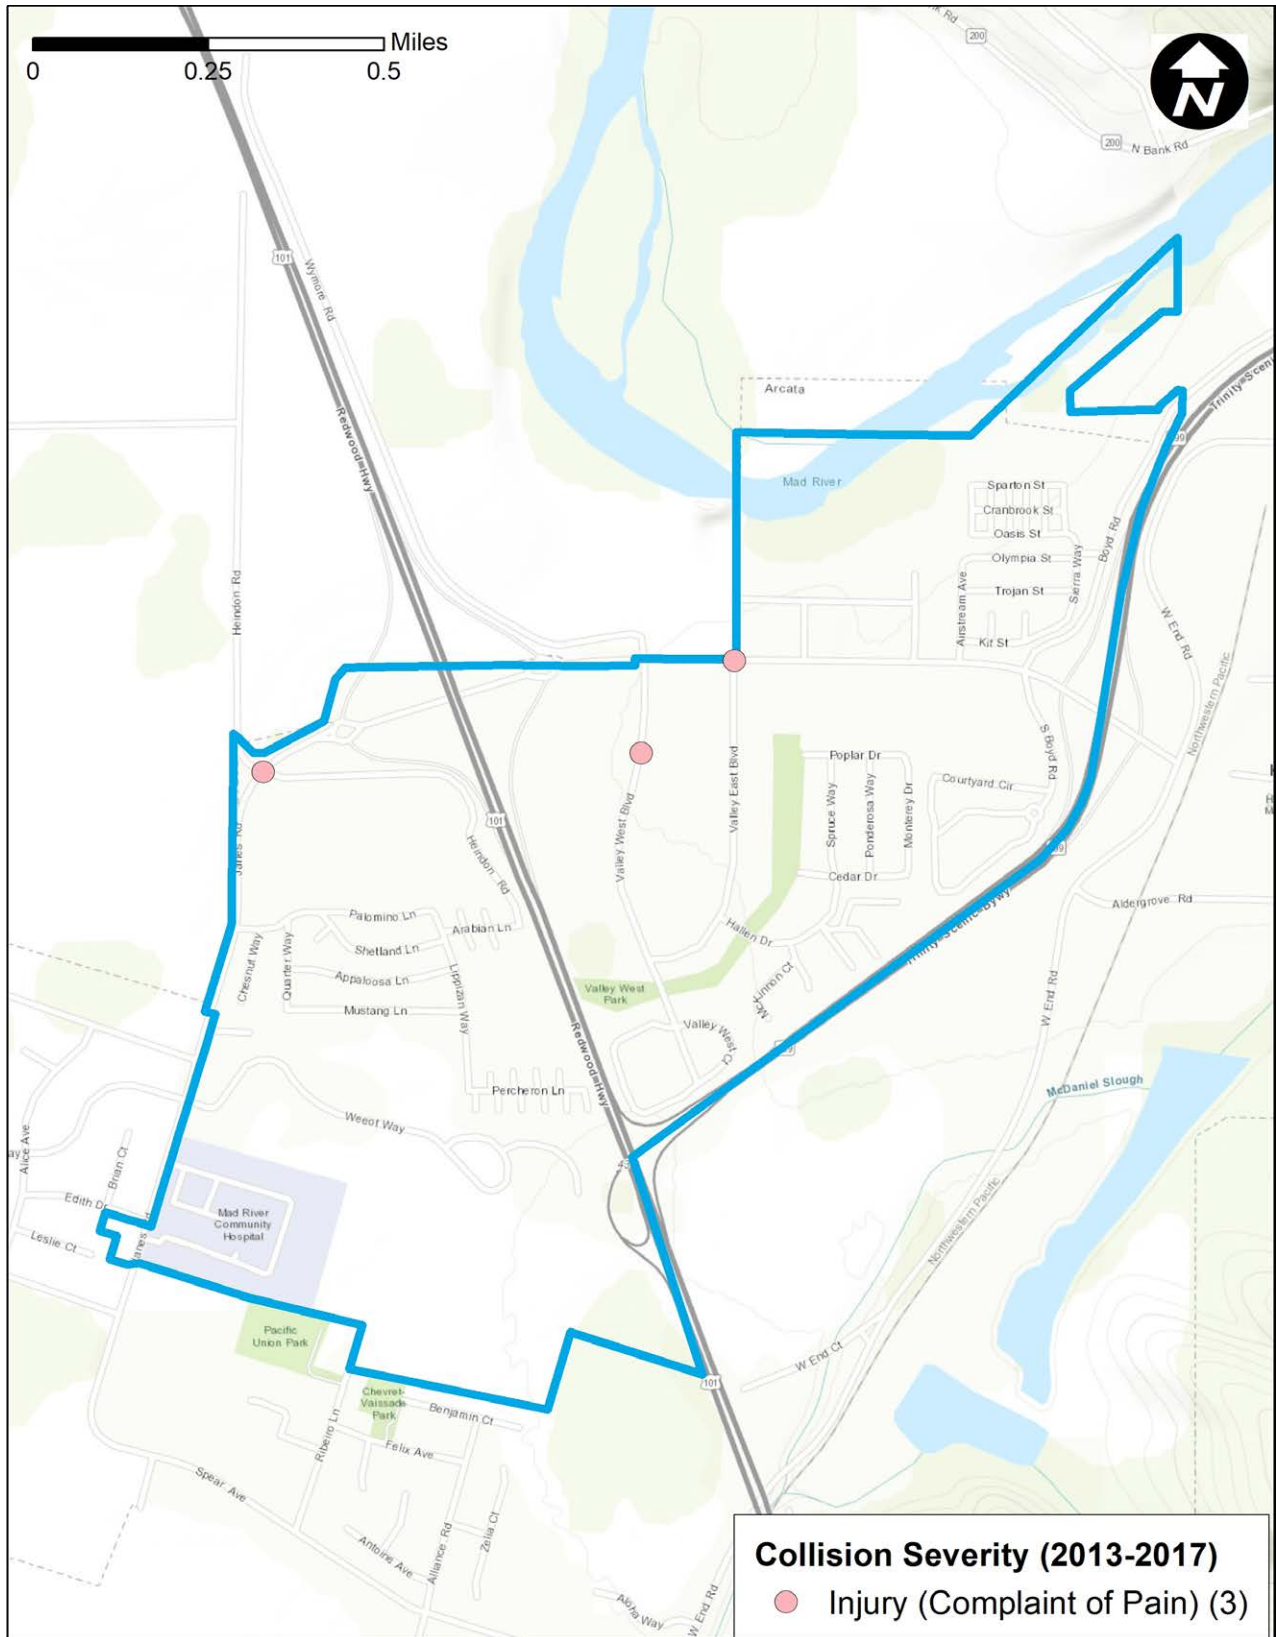 Miles
0
0.25
0.5
N
200
200
N Bank Rd
101
Wymore Rd
Redwood Hwy
Heindon Rd
Arcata
Mad River
Trinity Sceni
Sparton St
Cranbrook St
Oasis St
Olympia St
Trojan St
Kit St
Airstream Ave
Sierra Way
Boyd Rd
W End Rd
Northwestern Pacific
S Boyd Rd
Poplar Dr
Courtyard Cir
Spruce Way
Ponderosa Way
Monterey Dr
Cedar Dr
Valley East Blvd
Valley West Blvd
101
Heindon Rd
Janes Rd
Palomino Ln
Arabian Ln
Shetland Ln
Appaloosa Ln
Mustang Ln
Chesnut Way
Quarter Way
Lippizan Way
Percheron Ln
Hallen Dr
Valley West
Park
Valley West Ct
Trinity Scenic Bywy
Aldergrove Rd
W End Rd
McDaniel Slough
Redwood Hwy
Weeot Way
Alice Ave
Brian Ct
Edith Dr
Leslie Ct
Mad River
Community
Hospital
Northwestern Pacific
Pacific
Union Park
Chevret-
Vaissade
Park
Benjamin Ct
Felix Ave
Ribeiro Ln
Spear Ave
Antoine Ave
Alliance Rd
Zelia Ct
W End Ct
101
Aloha Way
W End Rd
Collision Severity (2013-2017)
Injury (Complaint of Pain) (3)